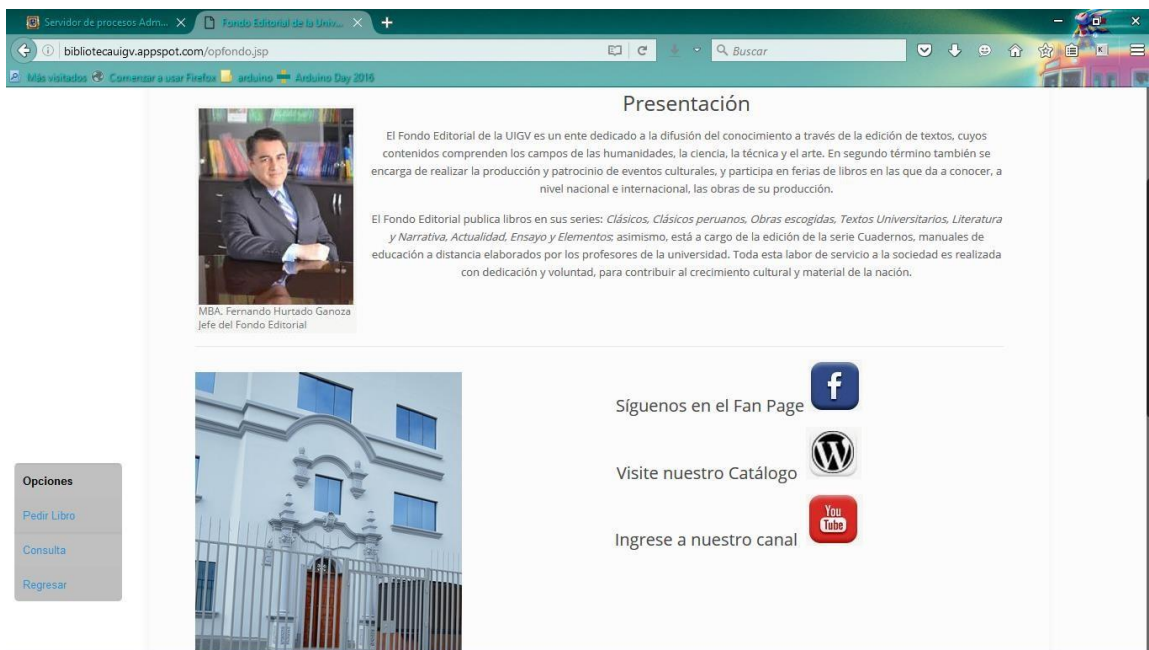 Servidor de procesos Adm...
Fondo Editorial de la Univ...
bibliotecauigv.appspot.com/opfondo.jsp
Buscar
Más visitados
Comenzar a usar Firefox
arduino
Arduino Day 2016
Presentación
El Fondo Editorial de la UIGV es un ente dedicado a la difusión del conocimiento a través de la edición de textos, cuyos
contenidos comprenden los campos de las humanidades, la ciencia, la técnica y el arte. En segundo término también se
encarga de realizar la producción y patrocinio de eventos culturales, y participa en ferias de libros en las que da a conocer, a
nivel nacional e internacional, las obras de su producción.
El Fondo Editorial publica libros en sus series: Clásicos, Clásicos peruanos, Obras escogidas, Textos Universitarios, Literatura
y Narrativa, Actualidad, Ensayo y Elementos; asimismo, está a cargo de la edición de la serie Cuadernos, manuales de
educación a distancia elaborados por los profesores de la universidad. Toda esta labor de servicio a la sociedad es realizada
con dedicación y voluntad, para contribuir al crecimiento cultural y material de la nación.
MBA. Fernando Hurtado Ganoza
Jefe del Fondo Editorial
Síguenos en el Fan Page
f
Visite nuestro Catálogo
W
Ingrese a nuestro canal
You
Tube
Opciones
Pedir Libro
Consulta
Regresar